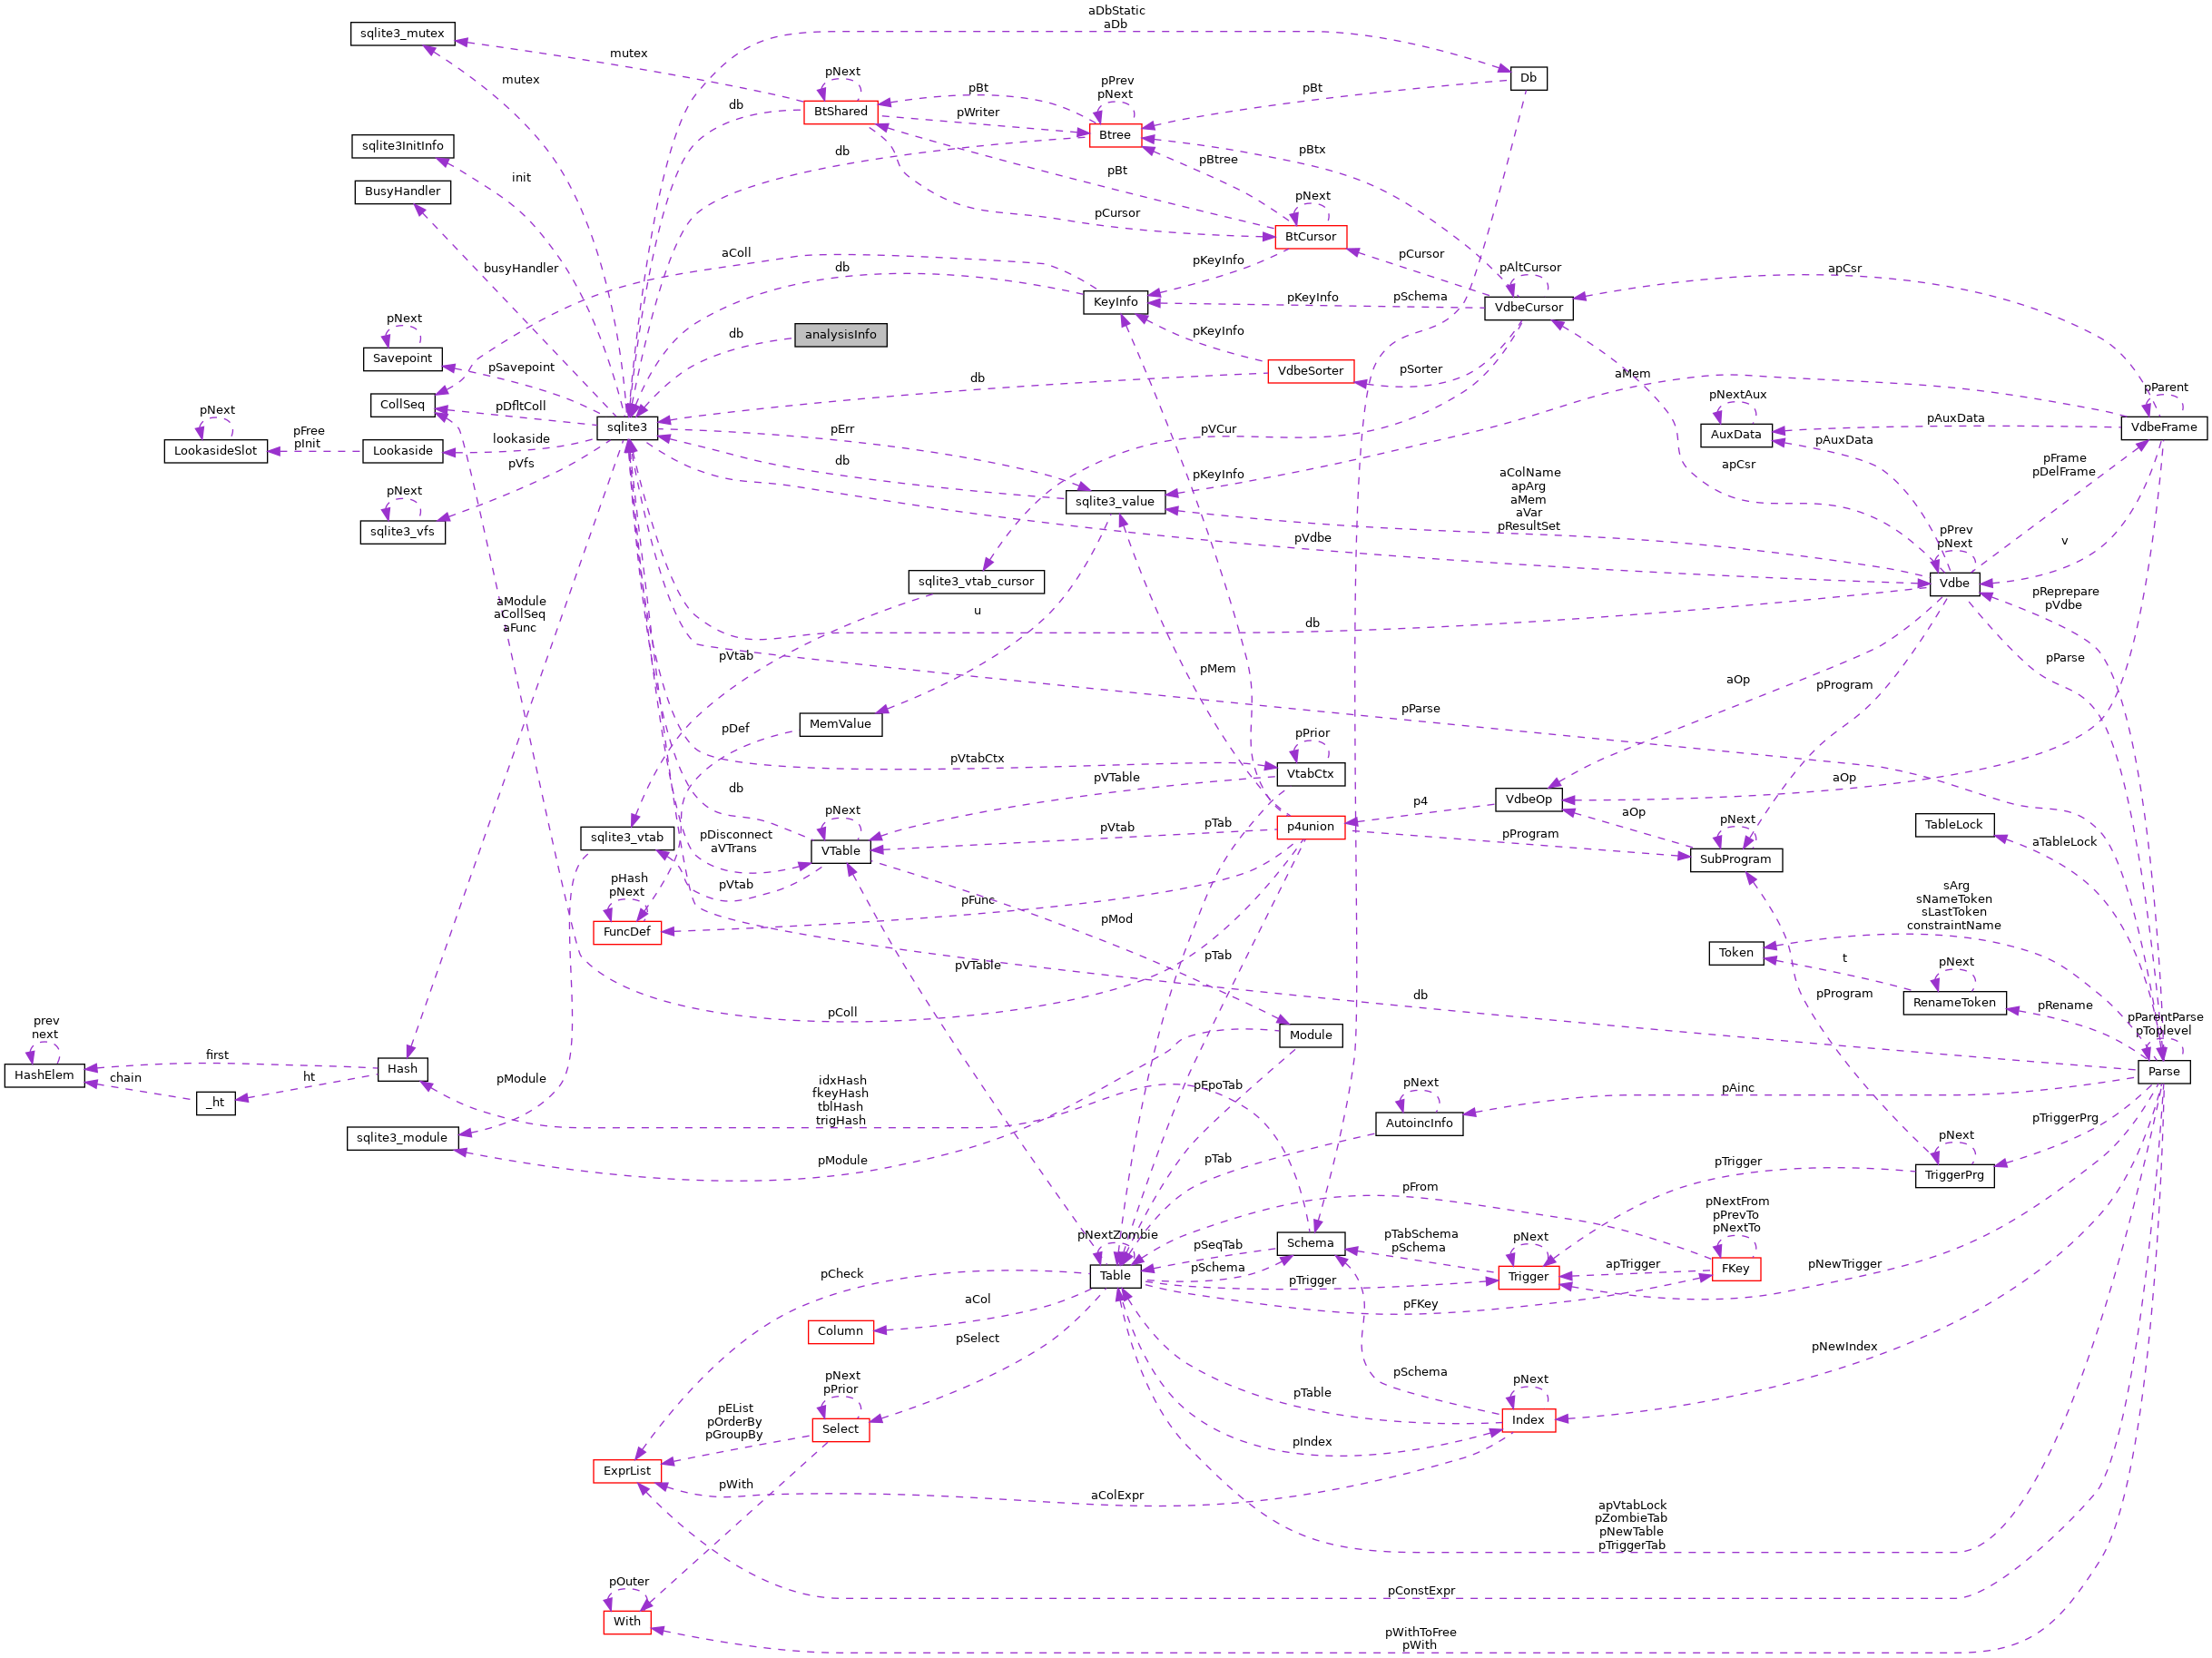 aDbStatic
aDb
sqlite3_mutex
mutex
pNext
Db
mutex
pPrev
pNext
pBt
pBt
db
BtShared
pWriter
Btree
sqlite3InitInfo
db
pBtx
pBtree
pBt
init
BusyHandler
pNext
pCursor
BtCursor
aColl
pCursor
pKeyInfo
busyHandler
db
pAltCursor
apCsr
KeyInfo
pKeyInfo
pSchema
VdbeCursor
pNext
db
analysisInfo
pKeyInfo
Savepoint
pSavepoint
pSorter
VdbeSorter
aMem
db
pParent
pNextAux
CollSeq
pDfltColl
pNext
pAuxData
sqlite3
pErr
pVCur
AuxData
VdbeFrame
pFree
pInit
lookaside
pAuxData
LookasideSlot
Lookaside
pVfs
db
pKeyInfo
apCsr
pFrame
pDelFrame
aColName
apArg
aMem
aVar
pResultSet
pNext
sqlite3_value
sqlite3_vfs
pVdbe
pPrev
pNext
v
sqlite3_vtab_cursor
Vdbe
aModule
aCollSeq
aFunc
u
db
pReprepare
pVdbe
pVtab
pMem
pParse
aOp
pProgram
pParse
MemValue
pDef
pPrior
pVtabCtx
VtabCtx
pVTable
aOp
db
VdbeOp
p4
pNext
aOp
pNext
TableLock
sqlite3_vtab
pDisconnect
aVTrans
VTable
pVtab
pTab
p4union
pProgram
aTableLock
SubProgram
pHash
pNext
pVtab
sArg
sNameToken
sLastToken
constraintName
pFunc
pMod
FuncDef
Token
pTab
t
pNext
pVTable
db
pProgram
RenameToken
pRename
pColl
prev
next
pParentParse
pToplevel
Module
first
Hash
HashElem
chain
ht
pModule
Parse
idxHash
fkeyHash
tblHash
trigHash
pEpoTab
pNext
pAinc
_ht
AutoincInfo
pTriggerPrg
sqlite3_module
pNext
pModule
pTab
pTrigger
TriggerPrg
pFrom
pNextFrom
pPrevTo
pNextTo
pNextZombie
Schema
pSeqTab
pTabSchema
pSchema
pNext
pCheck
pSchema
apTrigger
FKey
pNewTrigger
Table
pTrigger
Trigger
aCol
pFKey
Column
pSelect
pNewIndex
pNext
pPrior
pSchema
pNext
pTable
pEList
pOrderBy
pGroupBy
Select
Index
pIndex
ExprList
pWith
aColExpr
apVtabLock
pZombieTab
pNewTable
pTriggerTab
pOuter
pConstExpr
With
pWithToFree
pWith